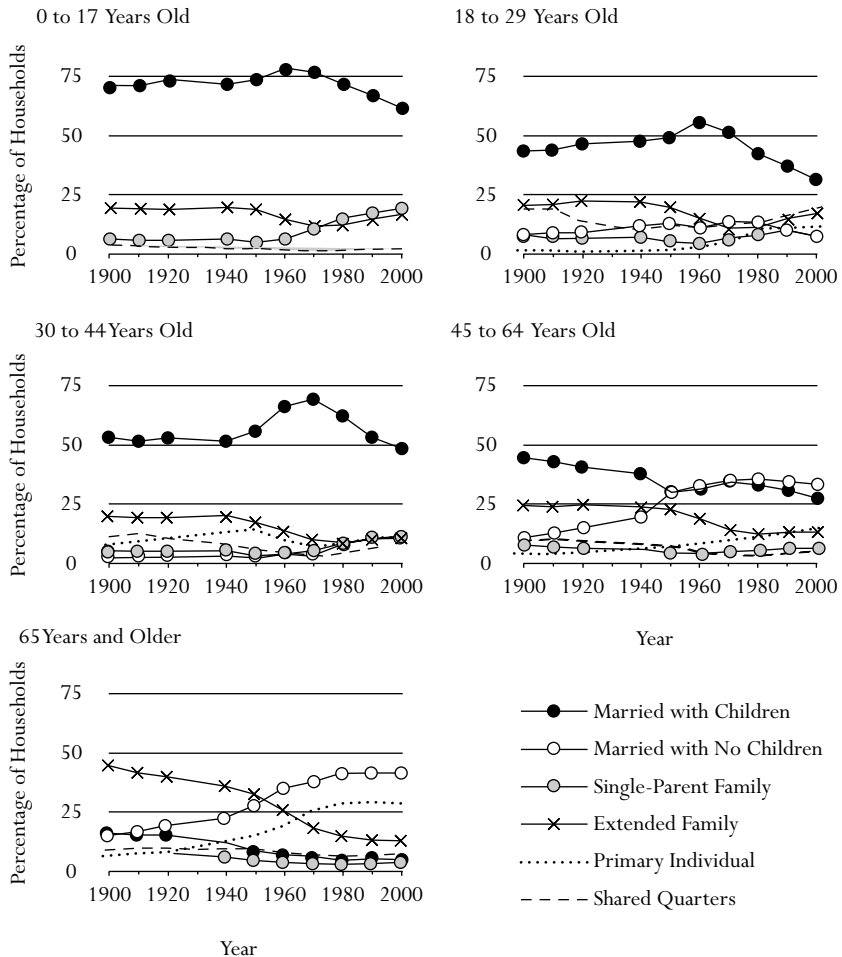 0 to 17 Years Old
18 to 29 Years Old
Percentage of Households
75
50
25
0
1900 1920 1940 1960 1980 2000
75
50
25
0
1900 1920 1940 1960 1980 2000
30 to 44 Years Old
45 to 64 Years Old
Percentage of Households
75
50
25
0
1900 1920 1940 1960 1980 2000
75
50
25
0
1900 1920 1940 1960 1980 2000
Year
65 Years and Older
Percentage of Households
75
50
25
0
1900 1920 1940 1960 1980 2000
Year
Married with Children
Married with No Children
Single-Parent Family
Extended Family
Primary Individual
Shared Quarters